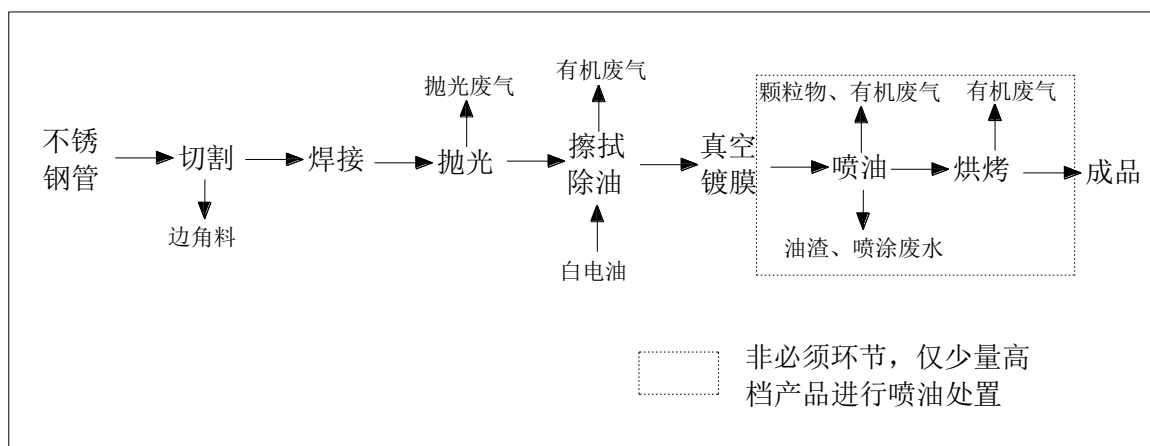 有机废气
抛光废气
颗粒物、有机废气
有机废气
不锈
钢管
切割
焊接
抛光
擦拭
除油
真空
镀膜
喷油
烘烤
成品
边角料
白电油
油渣、喷涂废水
非必须环节，仅少量高
档产品进行喷油处置